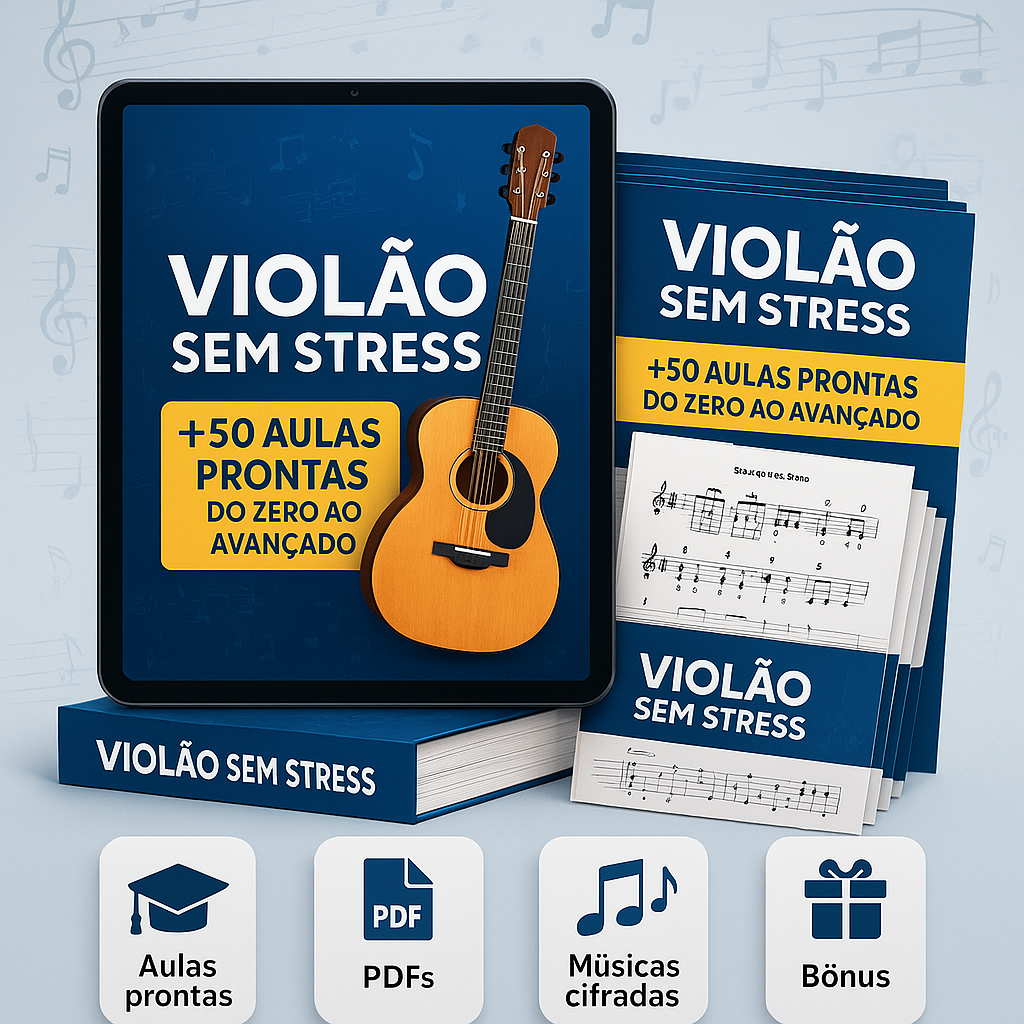 VIOLÃO
SEM STRESS
+50 AULAS
PRONTAS
DO ZERO AO
AVANÇADO
VIOLÃO
SEM STRESS
+50 AULAS PRONTAS
DO ZERO AO AVANÇADO
VIOLÃO
SEM STRESS
VIOLÃO SEM STRESS
Aulas
prontas
PDF
PDFs
Müsicas
cifradas
Bönus